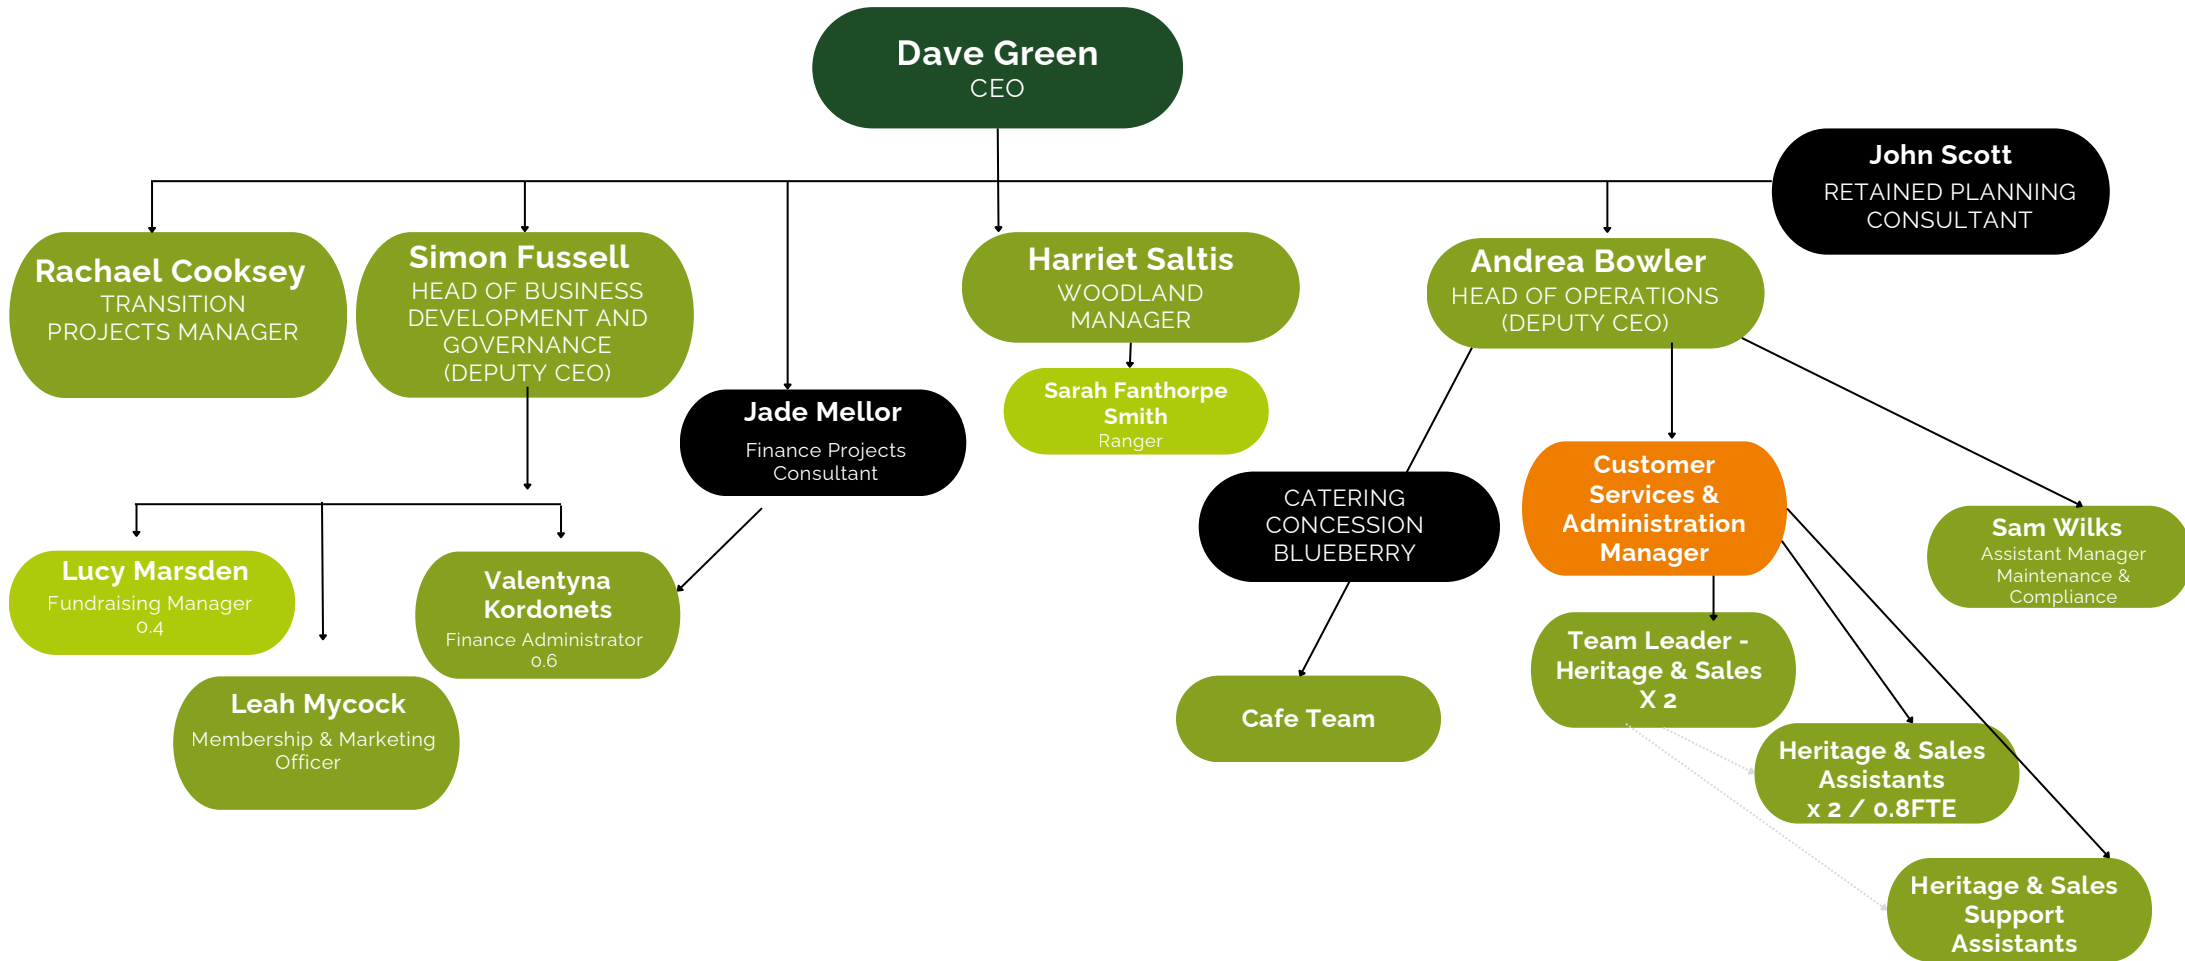 Dave Green
CEO
John Scott
RETAINED PLANNING
CONSULTANT
Rachael Cooksey
TRANSITION
PROJECTS MANAGER
Simon Fussell
HEAD OF BUSINESS
DEVELOPMENT AND
GOVERNANCE
(DEPUTY CEO)
Harriet Saltis
WOODLAND
MANAGER
Andrea Bowler
HEAD OF OPERATIONS
(DEPUTY CEO)
Jade Mellor
Finance Projects
Consultant
Sarah Fanthorpe
Smith
Ranger
CATERING
CONCESSION
BLUEBERRY
Customer
Services &
Administration
Manager
Sam Wilks
Assistant Manager
Maintenance &
Compliance
Lucy Marsden
Fundraising Manager
0.4
Valentyna
Kordonets
Finance Administrator
0.6
Leah Mycock
Membership & Marketing
Officer
Cafe Team
Team Leader -
Heritage & Sales
X 2
Heritage & Sales
Assistants
x 2 / 0.8FTE
Heritage & Sales
Support
Assistants